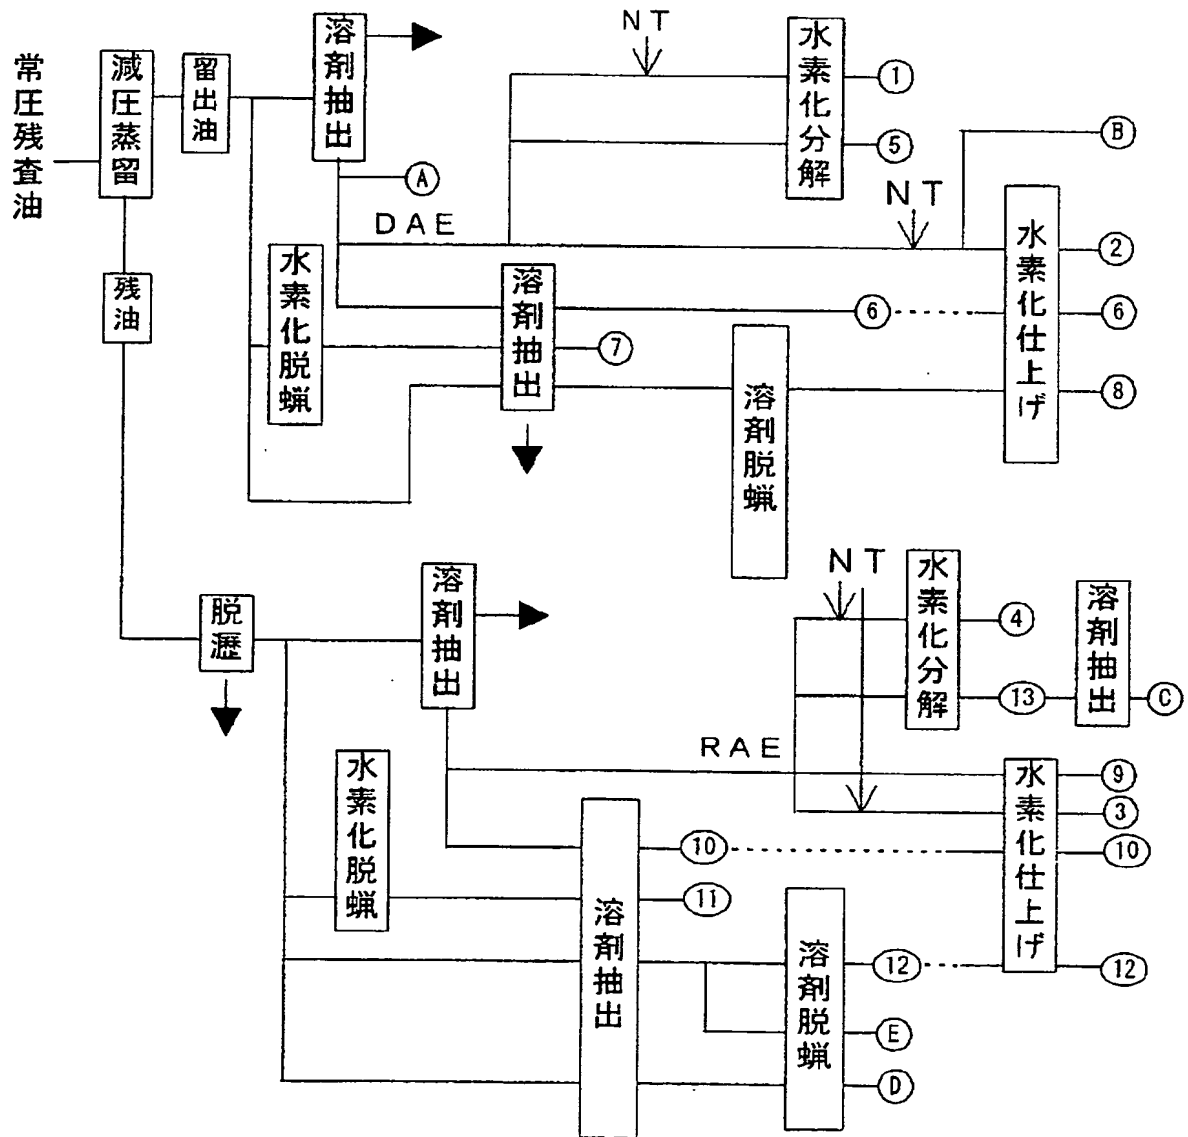 常圧残査油
減圧蒸留
留出油
溶剤抽出
NT
水素化分解
1
5
A
B
DAE
NT
水素化仕上げ
2
残油
水素化脱蝋
溶剤抽出
6
6
7
溶剤脱蝋
8
脱瀝
溶剤抽出
NT
水素化分解
4
溶剤抽出
13
C
RAE
水素化仕上げ
9
3
水素化脱蝋
溶剤抽出
10
10
11
溶剤脱蝋
12
12
E
D